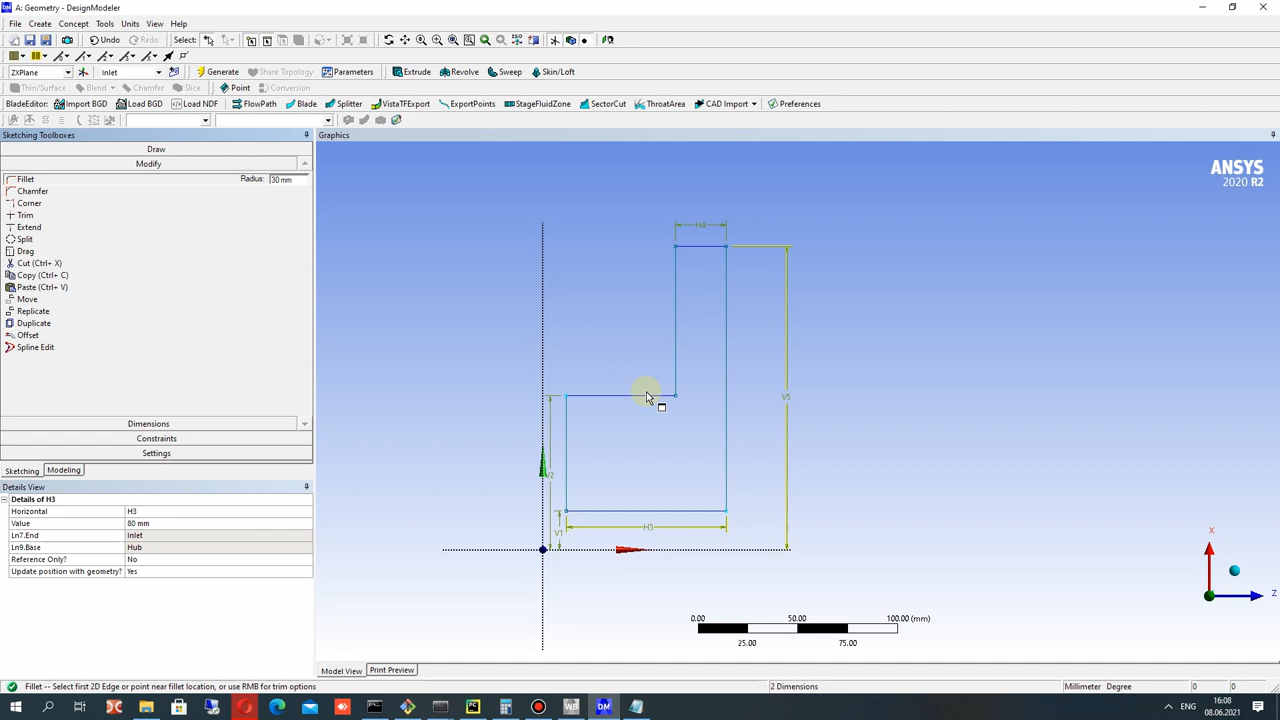 A: Geometry - DesignModeler
File Create Concept Tools Units View Help
Undo Redo Select:
ZXPlane Inlet Generate Share Topology Parameters Extrude Revolve Sweep Skin/Loft
Thin/Surface Blend Chamfer Slice Point Conversion
BladeEditor: Import BGD Load BGD Load NDF FlowPath Blade Splitter VistaTFExport ExportPoints StageFluidZone SectorCut ThroatArea CAD Import Preferences
Sketching Toolboxes
Draw
Modify
Fillet Radius: 30 mm
Chamfer
Corner
Trim
Extend
Split
Drag
Cut (Ctrl+ X)
Copy (Ctrl+ C)
Paste (Ctrl+ V)
Move
Replicate
Duplicate
Offset
Spline Edit
Dimensions
Constraints
Settings
Sketching Modeling
Details View
Details of H3
Horizontal H3
Value 80 mm
Ln7.End Inlet
Ln9.Base Hub
Reference Only? No
Update position with geometry? Yes
Graphics
ANSYS
2020 R2
H4
V5
V2
V1
H3
X
Z
0.00 50.00 100.00 (mm)
25.00 75.00
Model View Print Preview
Fillet -- Select first 2D Edge or point near fillet location, or use RMB for trim options 2 Dimensions Millimeter Degree 0 0
DM
ENG
16:08
08.06.2021